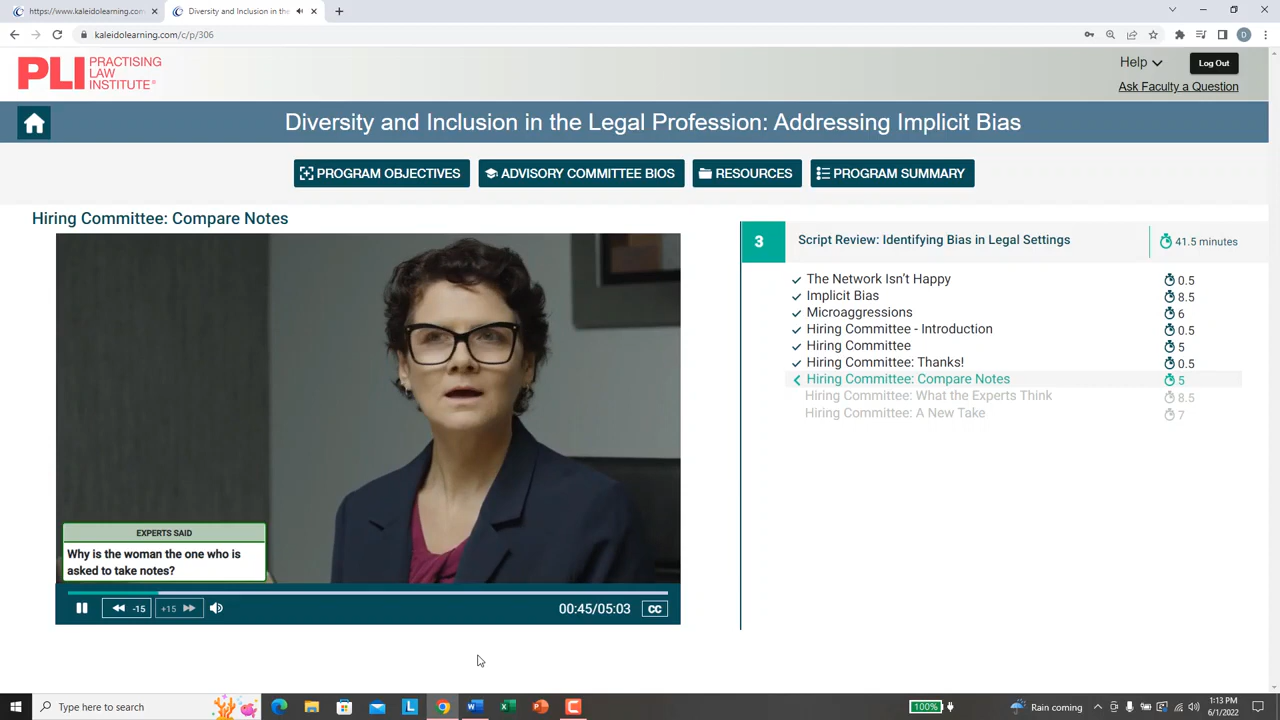 https://www.kaleidolearning.com/
Diversity and Inclusion in the
kaleidolearning.com/c/p/306
D
PLI PRACTISING
LAW
INSTITUTE®
Help
Log Out
Ask Faculty a Question
Diversity and Inclusion in the Legal Profession: Addressing Implicit Bias
PROGRAM OBJECTIVES
ADVISORY COMMITTEE BIOS
RESOURCES
PROGRAM SUMMARY
Hiring Committee: Compare Notes
EXPERTS SAID
Why is the woman the one who is
asked to take notes?
-15
+15
00:45/05:03
CC
3
Script Review: Identifying Bias in Legal Settings
41.5 minutes
The Network Isn't Happy
0.5
Implicit Bias
8.5
Microaggressions
6
Hiring Committee - Introduction
0.5
Hiring Committee
5
Hiring Committee: Thanks!
0.5
Hiring Committee: Compare Notes
5
Hiring Committee: What the Experts Think
8.5
Hiring Committee: A New Take
7
Type here to search
L
100%
Rain coming
1:13 PM
6/1/2022